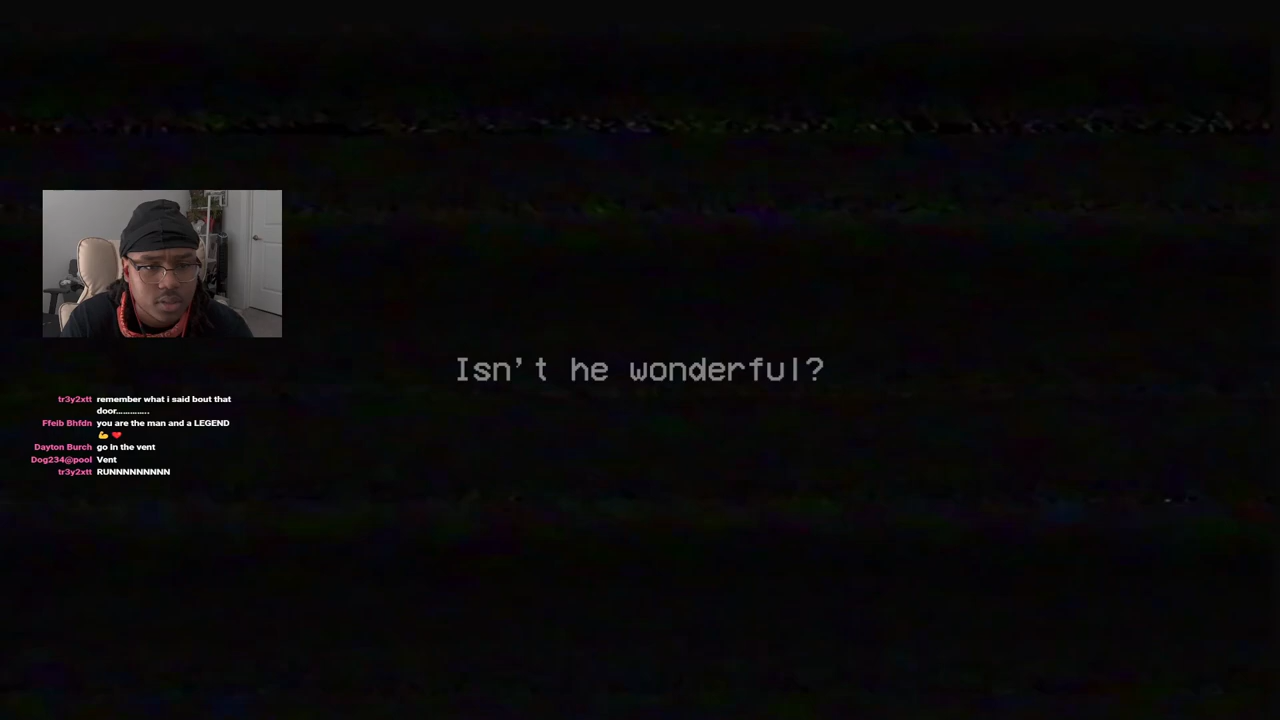 Isn't he wonderful?
tr3y2xtt remember what i said bout that
door.............
Ffeib Bhfdn you are the man and a LEGEND
💪 ❤️
Dayton Burch go in the vent
Dog234@pool Vent
tr3y2xtt RUNNNNNNNNN